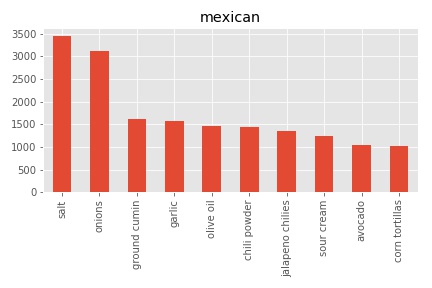 mexican
3500
3000
2500
2000
1500
1000
500
0
salt
onions
ground cumin
garlic
olive oil
chili powder
jalapeno chilies
sour cream
avocado
corn tortillas